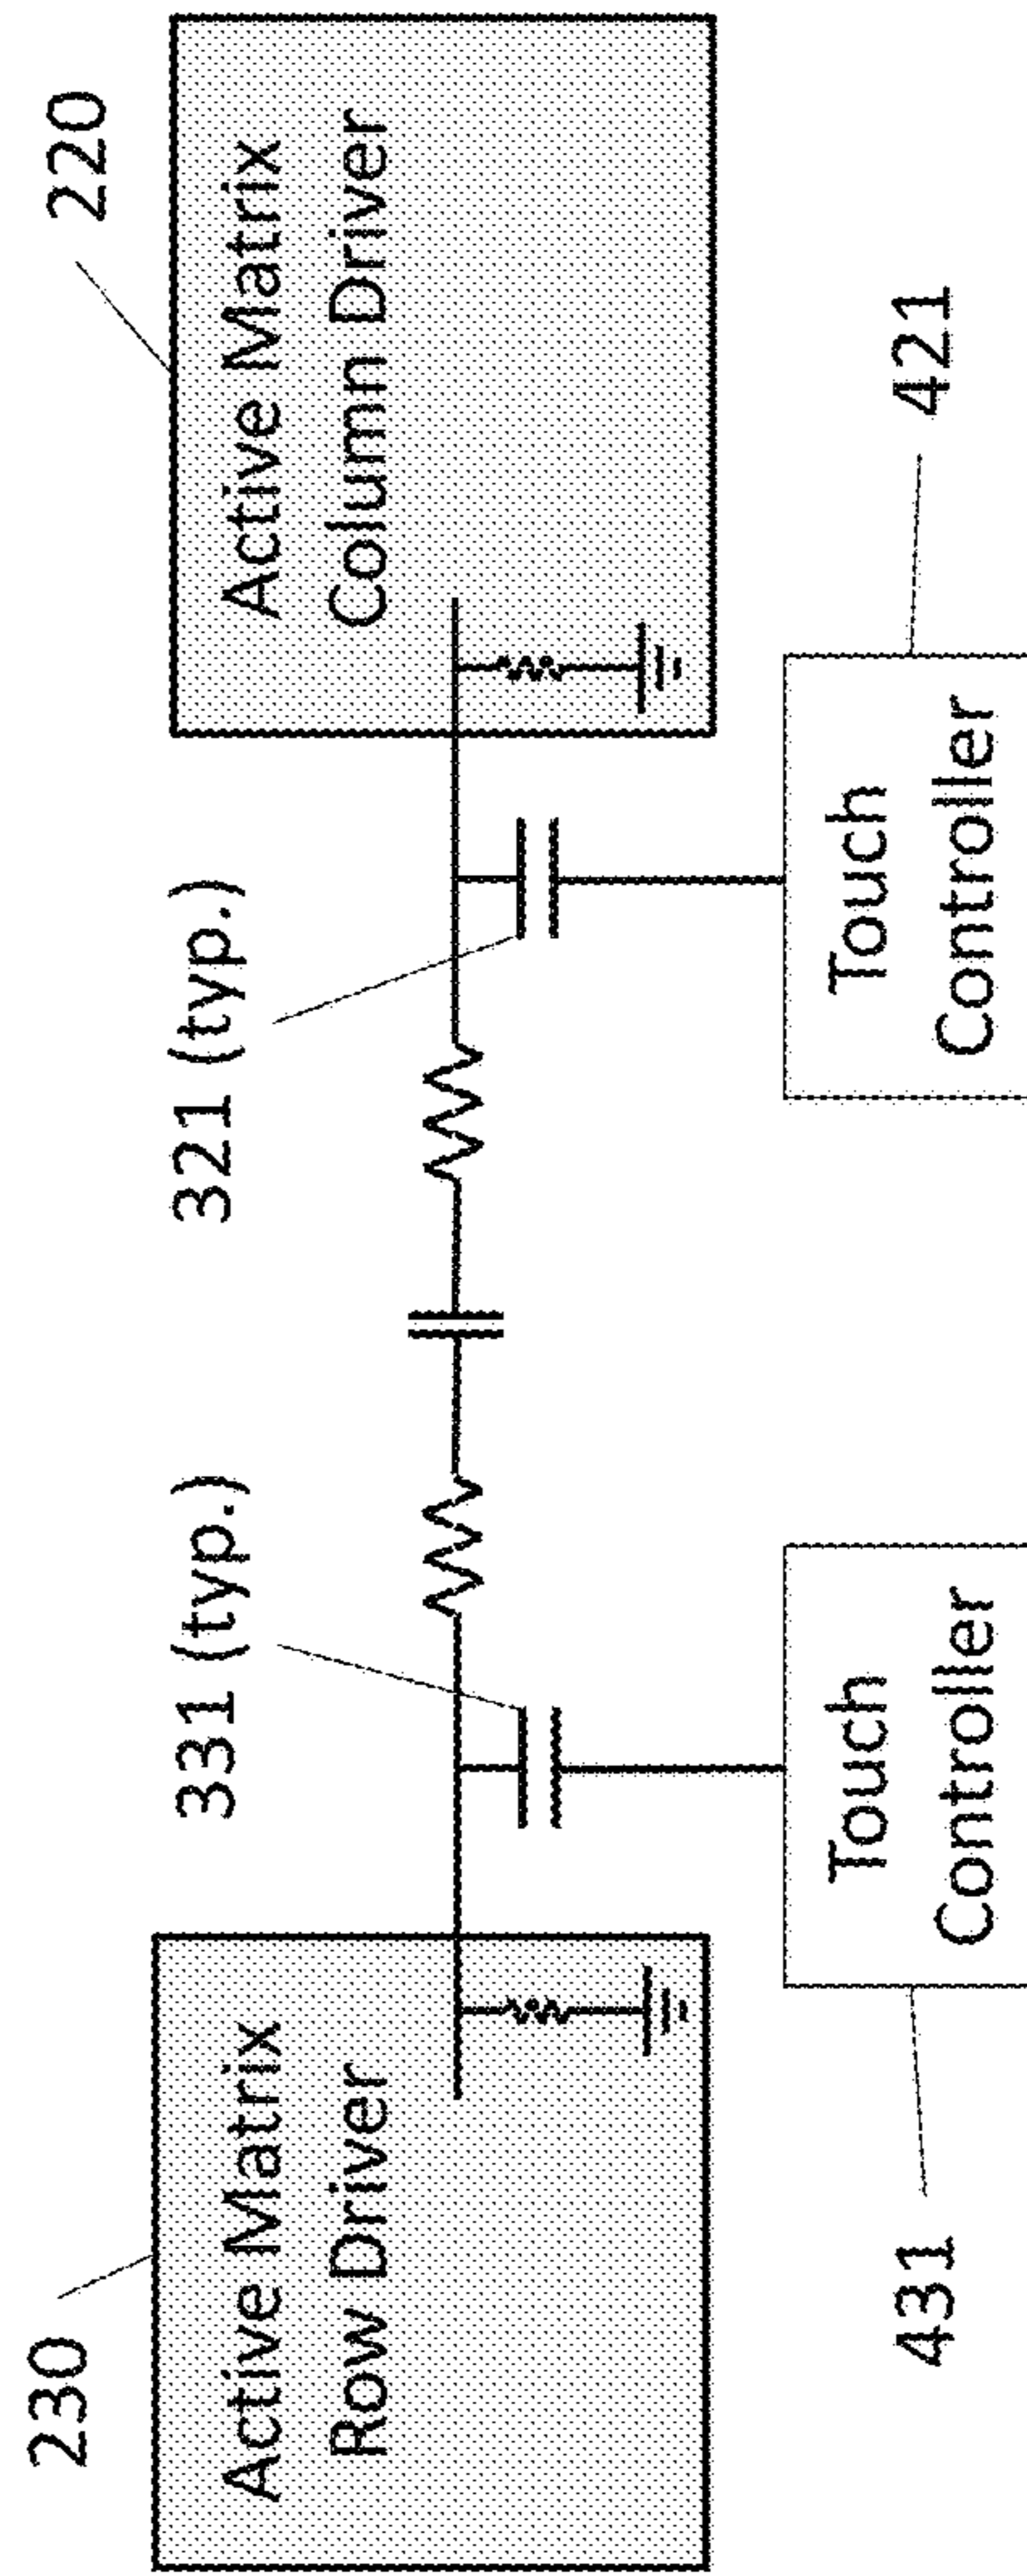 230
Active Matrix
Row Driver
331 (typ.)
321 (typ.)
220
Active Matrix
Column Driver
431
Touch
Controller
Touch
Controller
421